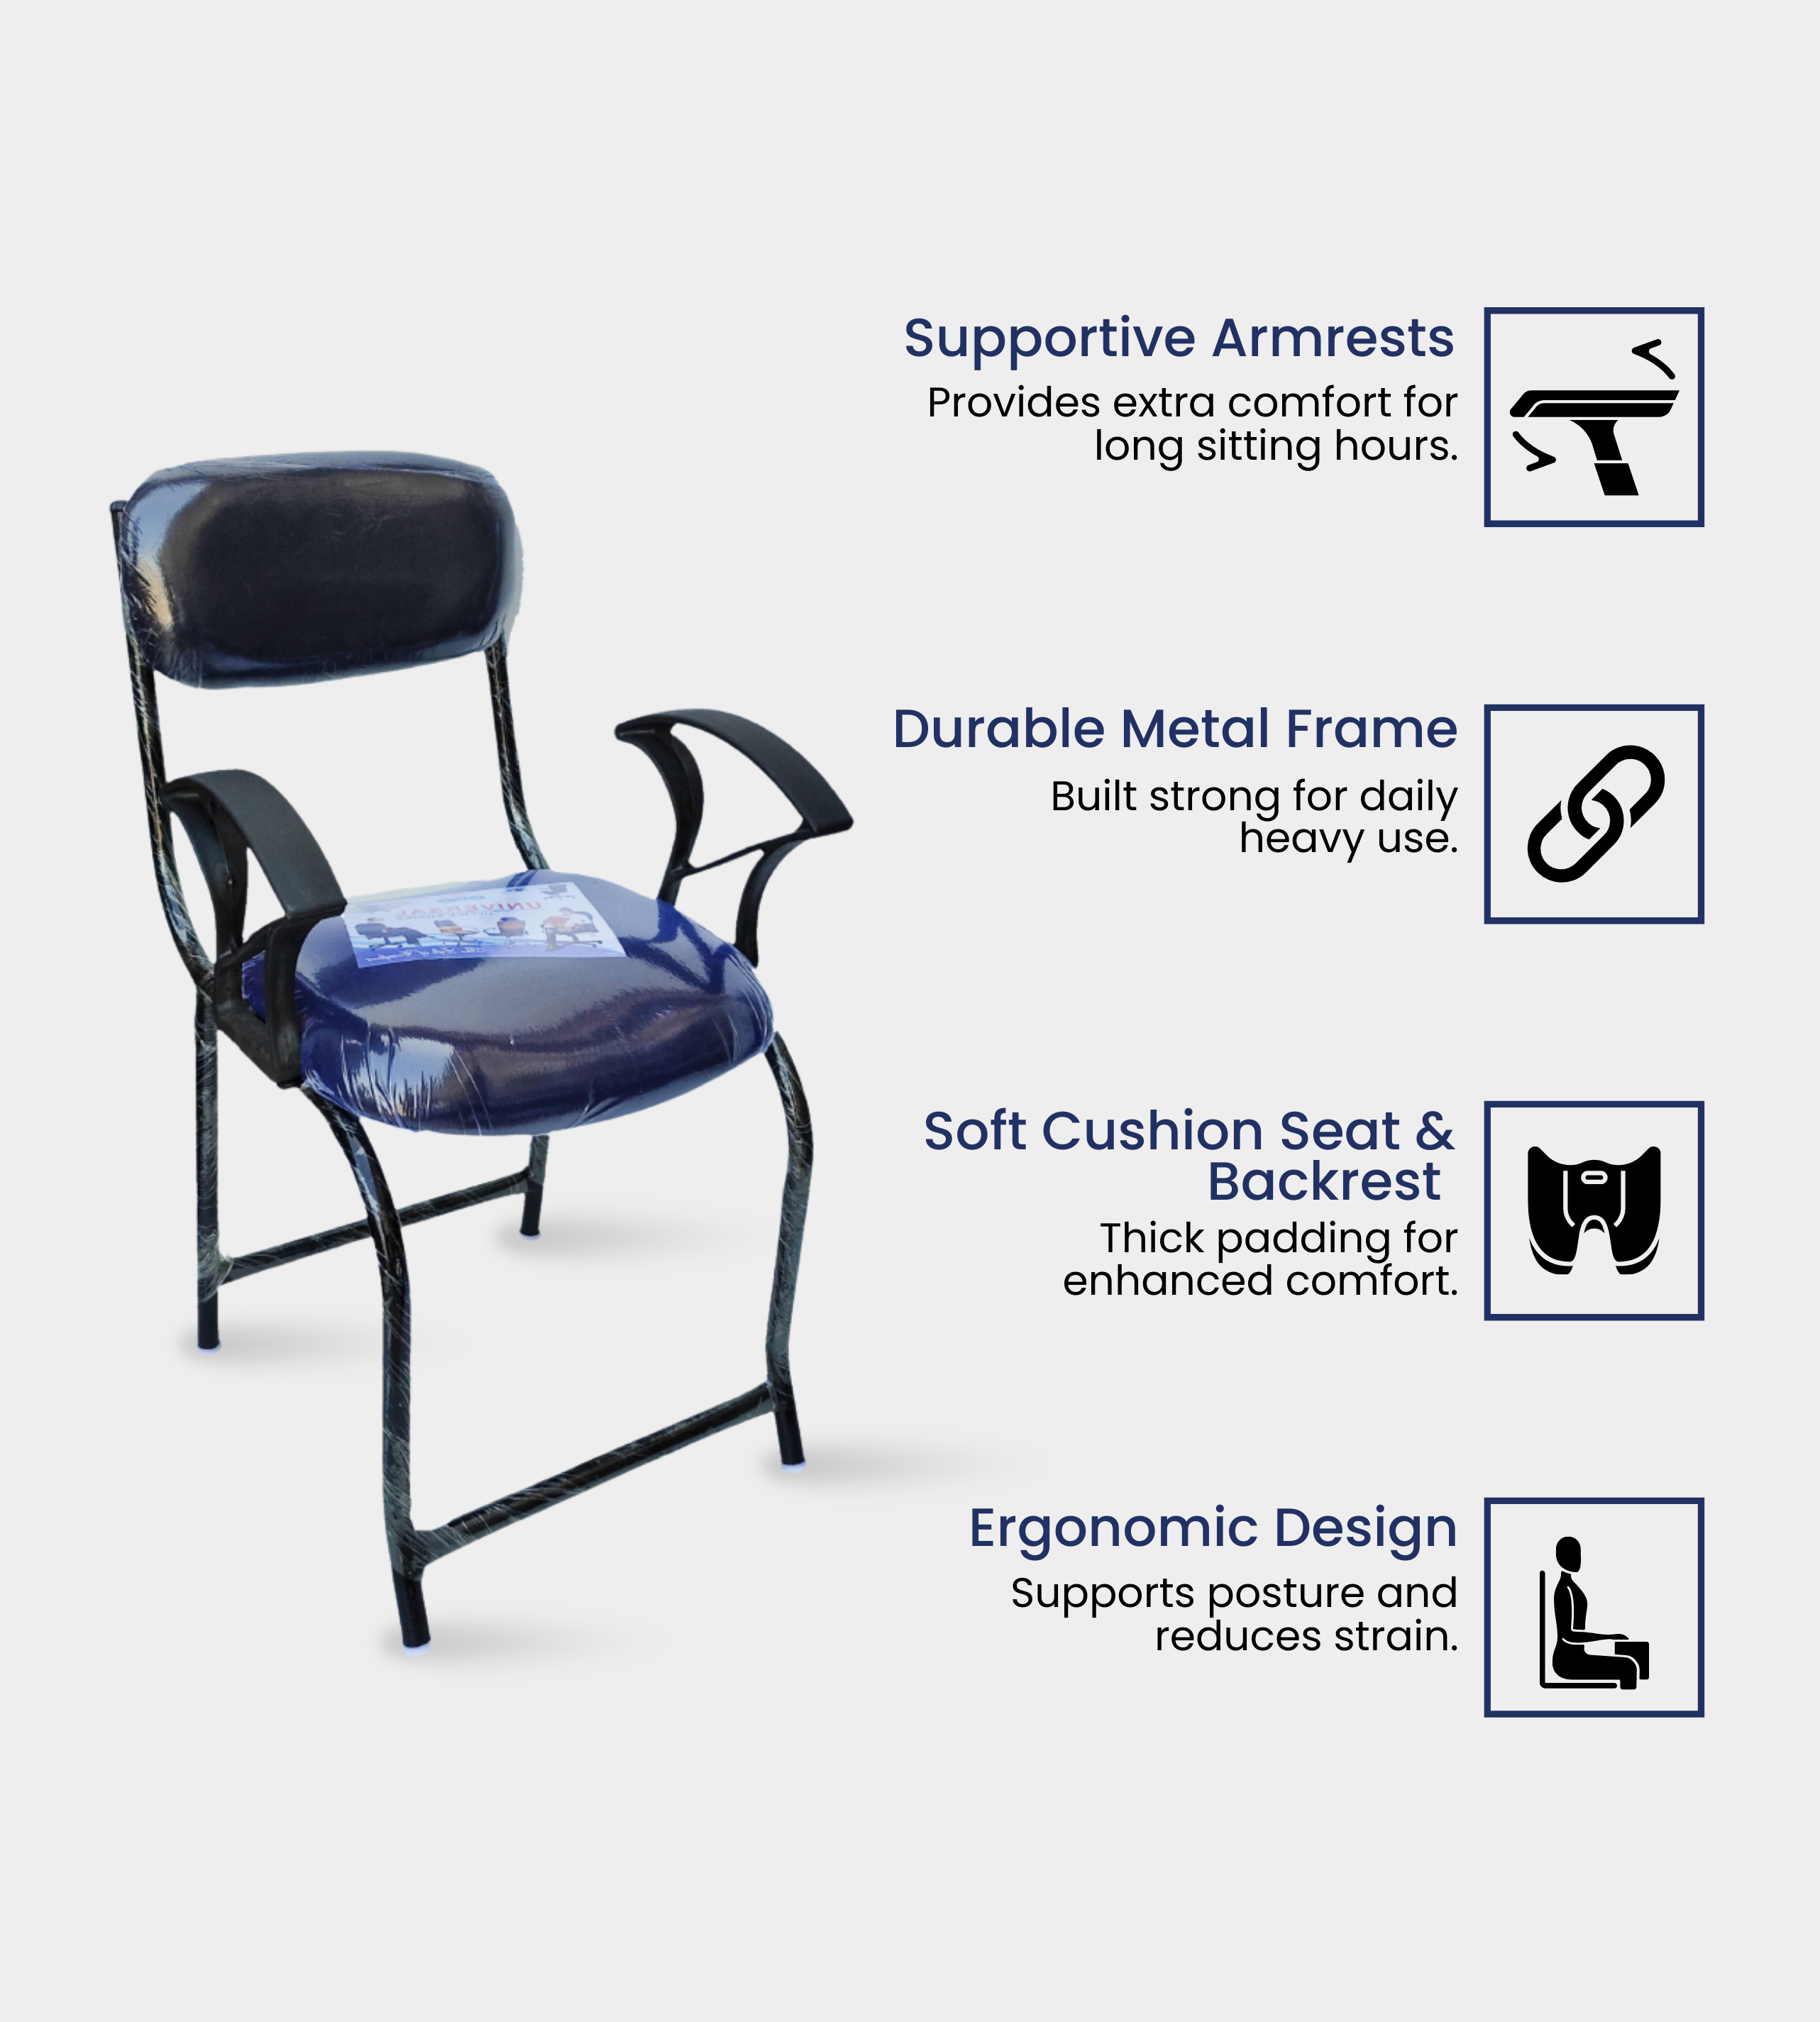 Supportive Armrests
Provides extra comfort for
long sitting hours.
Durable Metal Frame
Built strong for daily
heavy use.
UNIVERSAL
Soft Cushion Seat &
Backrest
Thick padding for
enhanced comfort.
Ergonomic Design
Supports posture and
reduces strain.